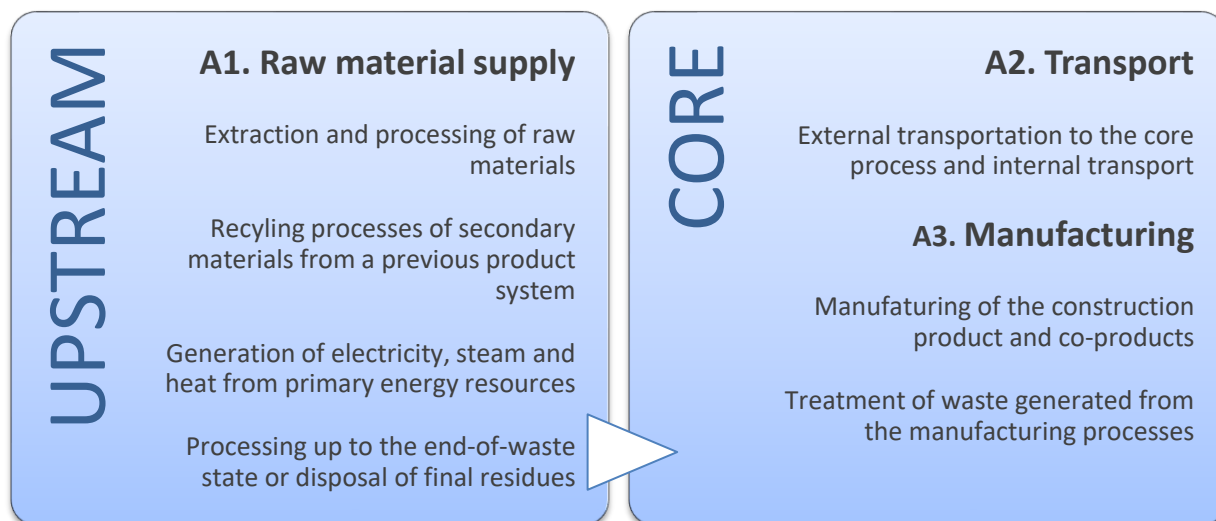 UPSTREAM
A1. Raw material supply
Extraction and processing of raw
materials
Recyling processes of secondary
materials from a previous product
system
Generation of electricity, steam and
heat from primary energy resources
Processing up to the end-of-waste
state or disposal of final residues
CORE
A2. Transport
External transportation to the core
process and internal transport
A3. Manufacturing
Manufaturing of the construction
product and co-products
Treatment of waste generated from
the manufacturing processes